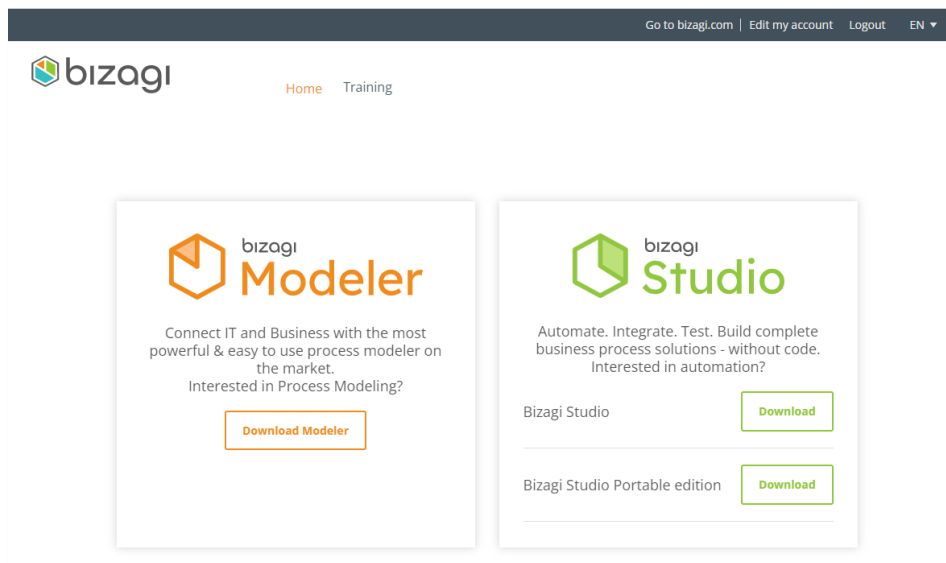 Go to bizagi.com | Edit my account Logout EN
bizagi
Home Training
bizagi
Modeler
Connect IT and Business with the most
powerful & easy to use process modeler on
the market.
Interested in Process Modeling?
Download Modeler
bizagi
Studio
Automate. Integrate. Test. Build complete
business process solutions - without code.
Interested in automation?
Bizagi Studio Download
Bizagi Studio Portable edition Download